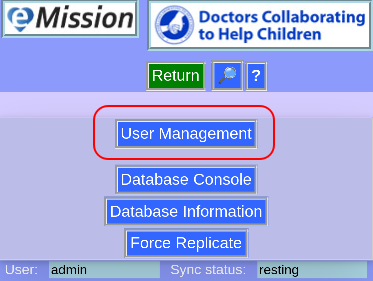 eMission
Doctors Collaborating
to Help Children
Return
?
User Management
Database Console
Database Information
Force Replicate
User: admin Sync status: resting